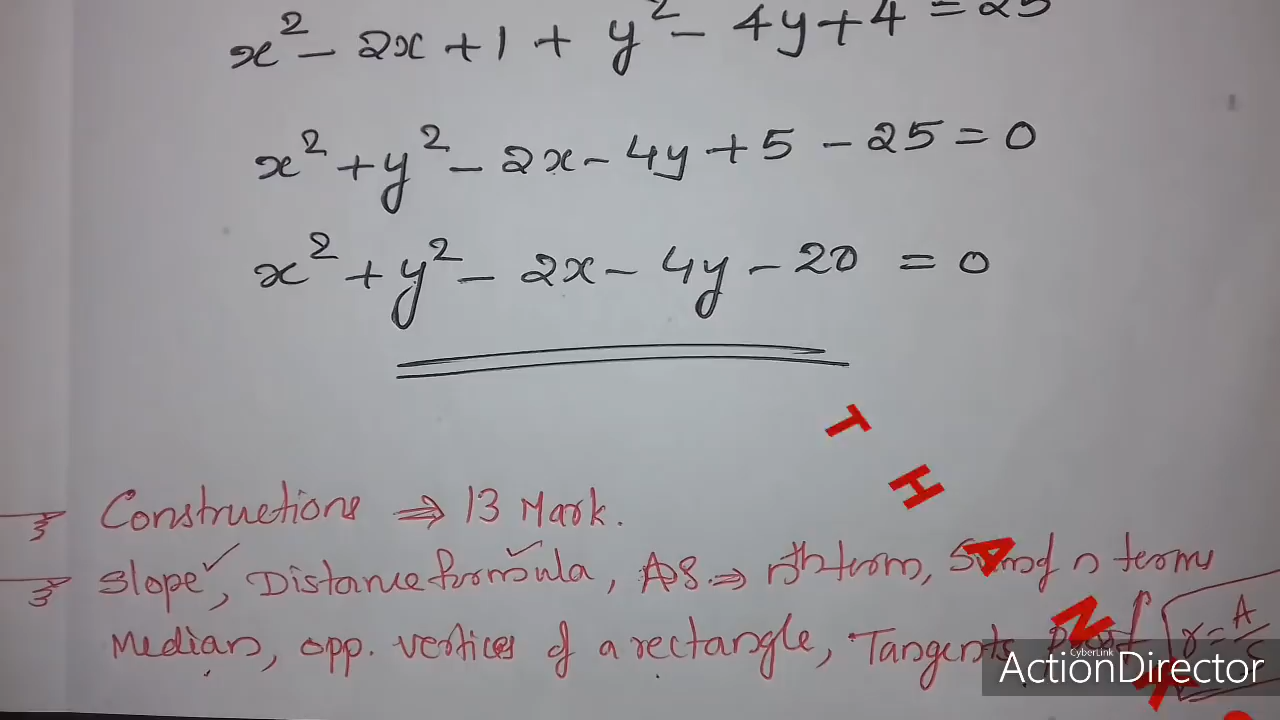 x² - 2x + 1 + y² - 4y + 4 = 25
x² + y² - 2x - 4y + 5 - 25 = 0
x² + y² - 2x - 4y - 20 = 0
Constructions ⇒ 13 Mark.
Slope✓, Distance formula✓, A.S. ⇒ nth term, Sum of n terms
Median, opp. vertices of a rectangle, Tangents, proof r = A/S
T H A N K
CyberLink
ActionDirector